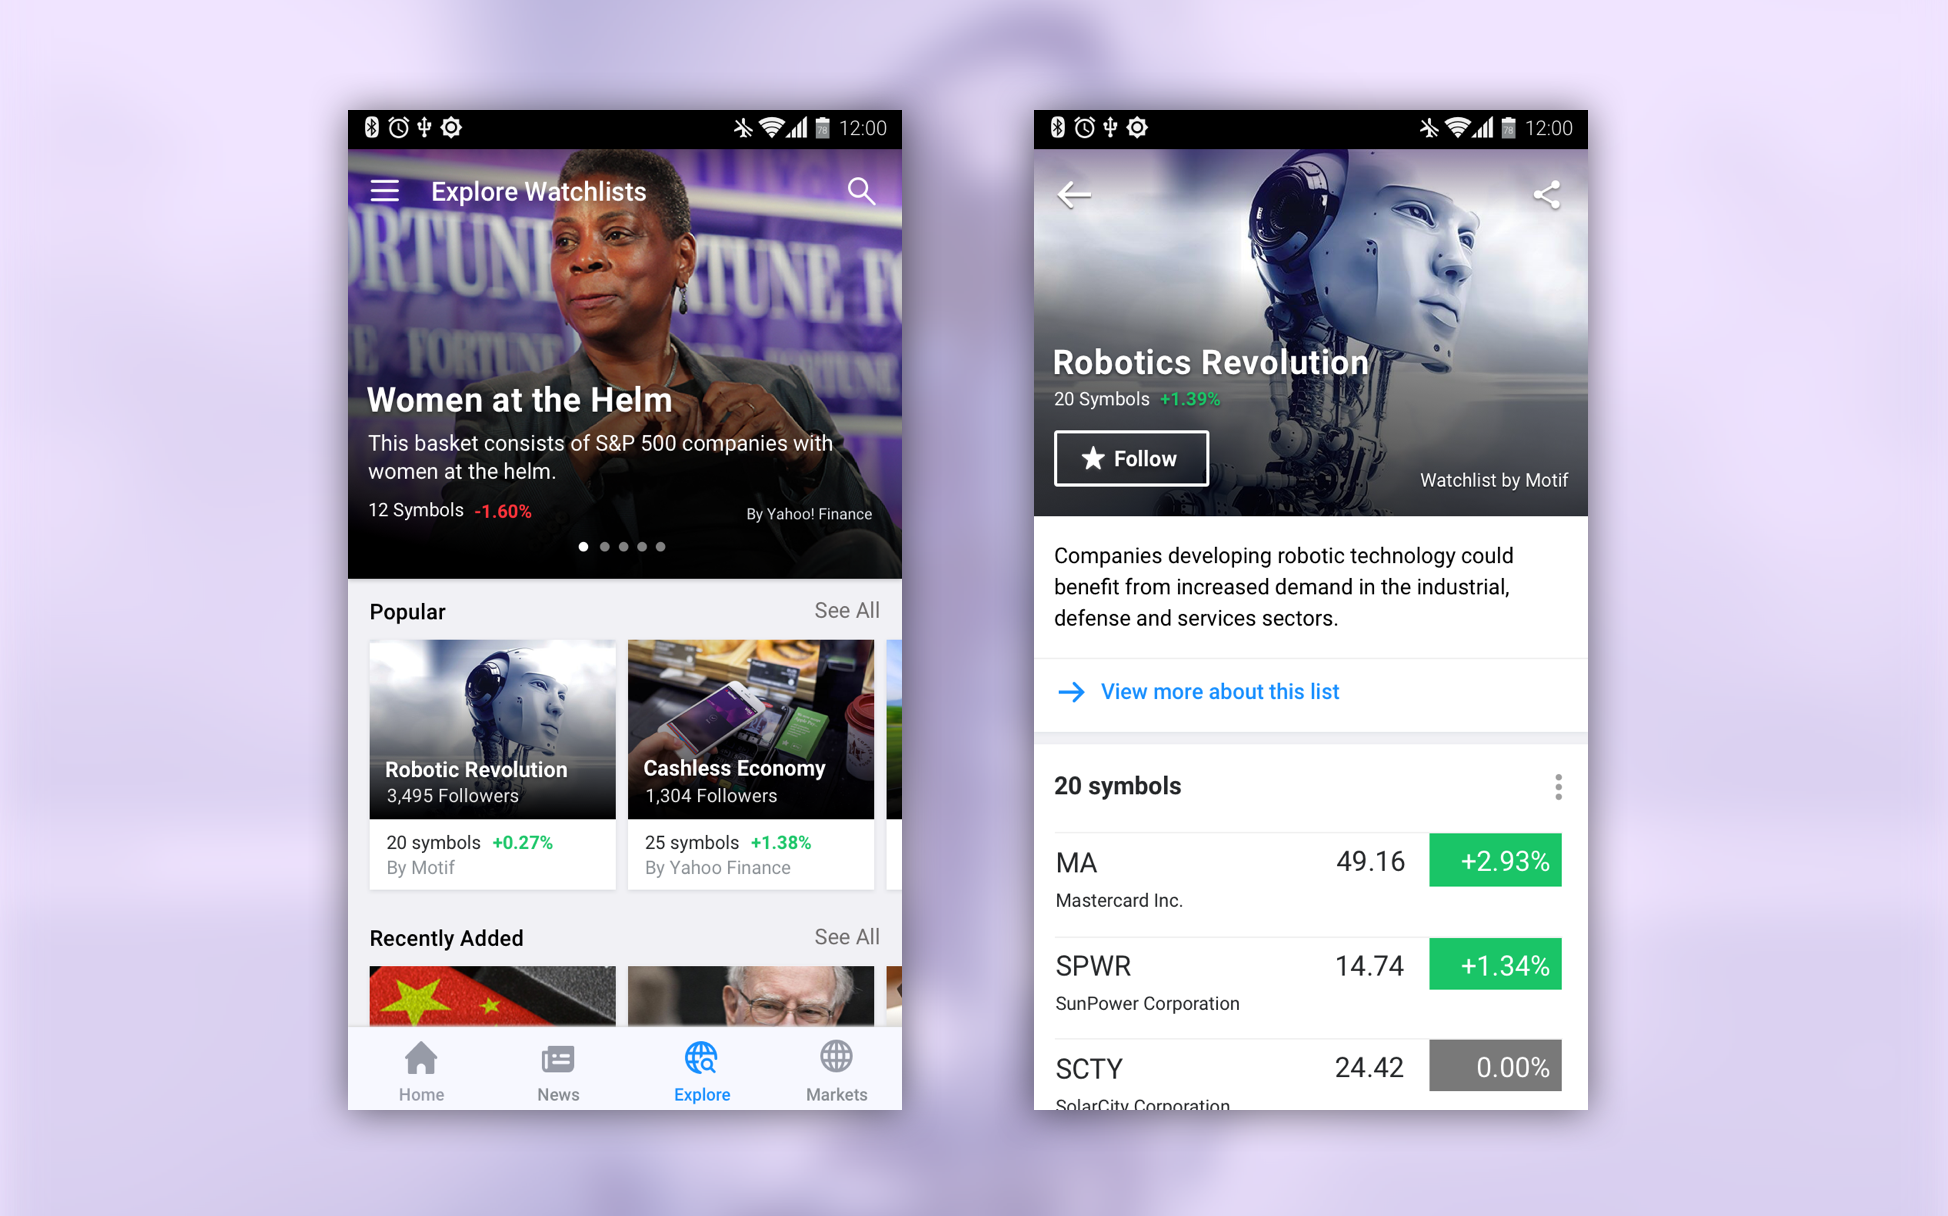 12:00
Explore Watchlists
FORTUNE
FORTUNE
Women at the Helm
This basket consists of S&P 500 companies with
women at the helm.
12 Symbols -1.60%
By Yahoo! Finance
Popular
See All
Robotic Revolution
3,495 Followers
20 symbols +0.27%
By Motif
Cashless Economy
1,304 Followers
25 symbols +1.38%
By Yahoo Finance
Recently Added
See All
Home
News
Explore
Markets
78
12:00
Robotics Revolution
20 Symbols +1.39%
Follow
Watchlist by Motif
Companies developing robotic technology could
benefit from increased demand in the industrial,
defense and services sectors.
View more about this list
20 symbols
MA 49.16 +2.93%
Mastercard Inc.
SPWR 14.74 +1.34%
SunPower Corporation
SCTY 24.42 0.00%
SolarCity Corporation